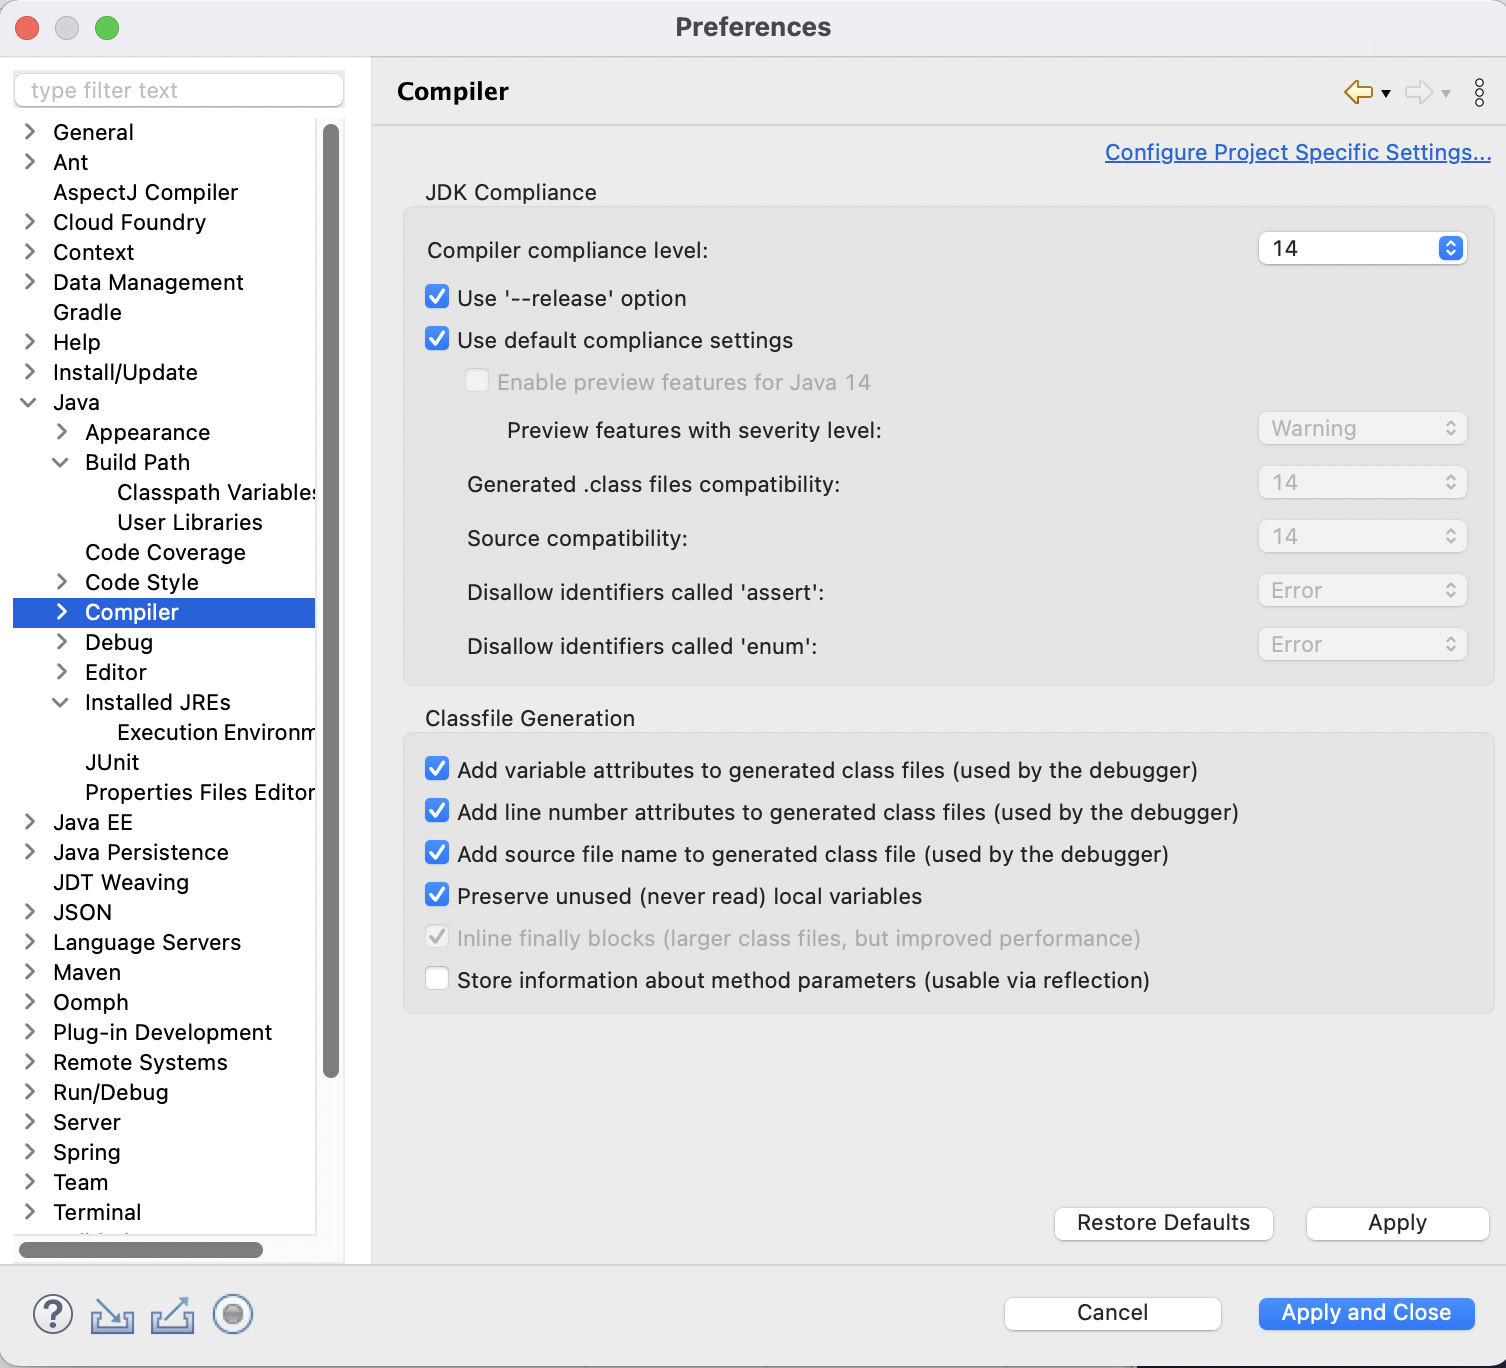 Preferences
type filter text
General
Ant
AspectJ Compiler
Cloud Foundry
Context
Data Management
Gradle
Help
Install/Update
Java
Appearance
Build Path
Classpath Variables
User Libraries
Code Coverage
Code Style
Compiler
Debug
Editor
Installed JREs
Execution Environm
JUnit
Properties Files Editor
Java EE
Java Persistence
JDT Weaving
JSON
Language Servers
Maven
Oomph
Plug-in Development
Remote Systems
Run/Debug
Server
Spring
Team
Terminal
Compiler
Configure Project Specific Settings...
JDK Compliance
Compiler compliance level: 14
Use '--release' option
Use default compliance settings
Enable preview features for Java 14
Preview features with severity level: Warning
Generated .class files compatibility: 14
Source compatibility: 14
Disallow identifiers called 'assert': Error
Disallow identifiers called 'enum': Error
Classfile Generation
Add variable attributes to generated class files (used by the debugger)
Add line number attributes to generated class files (used by the debugger)
Add source file name to generated class file (used by the debugger)
Preserve unused (never read) local variables
Inline finally blocks (larger class files, but improved performance)
Store information about method parameters (usable via reflection)
Restore Defaults Apply
? Cancel Apply and Close